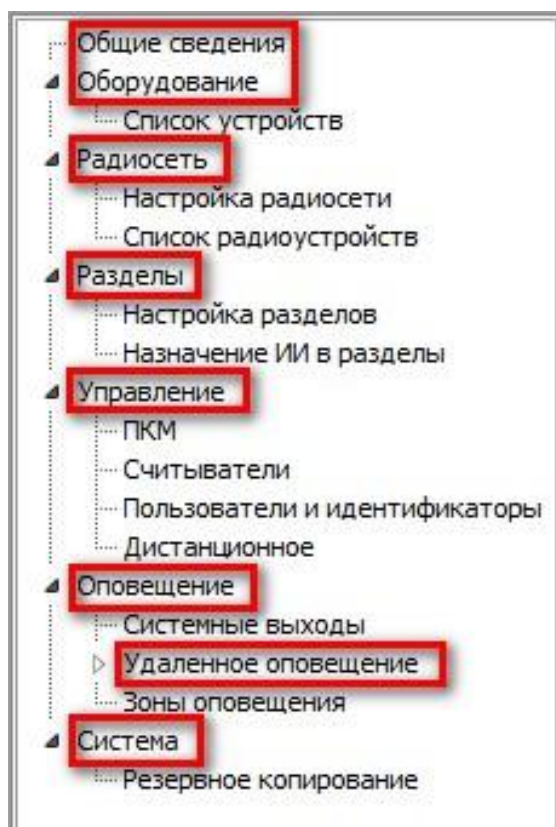 Общие сведения
Оборудование
Список устройств
Радиосеть
Настройка радиосети
Список радиоустройств
Разделы
Настройка разделов
Назначение ИИ в разделы
Управление
ПКМ
Считыватели
Пользователи и идентификаторы
Дистанционное
Оповещение
Системные выходы
Удаленное оповещение
Зоны оповещения
Система
Резервное копирование